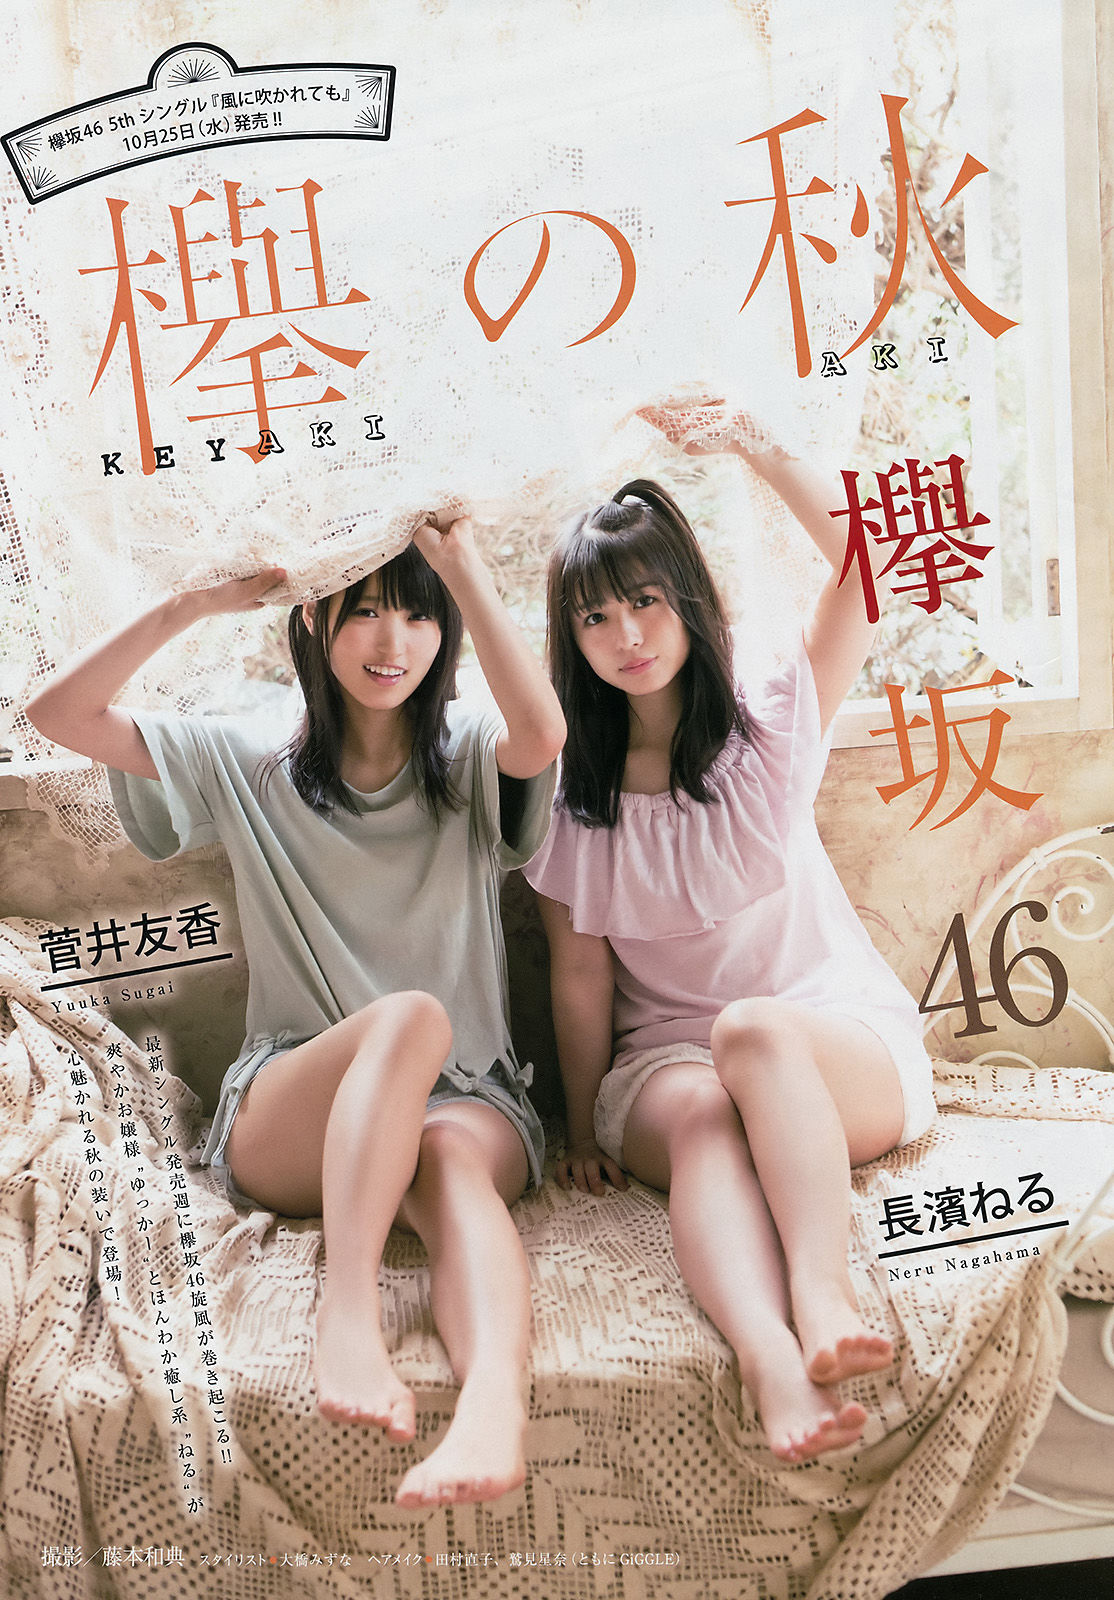 欅坂46 5th シングル『風に吹かれても』
10月25日（水）発売!!
欅の秋
KEYAKI
AKI
欅坂46
菅井友香
Yuuka Sugai
最新シングル発売週に欅坂46旋風が巻き起こる!!
爽やかお嬢様〝ゆっかー〟とほんわか癒し系〝ねる〟が
心魅かれる秋の装いで登場！
長濱ねる
Neru Nagahama
撮影／藤本和典 スタイリスト●大橋みずな ヘアメイク●田村直子、鷲見星奈（ともにGiGGLE）